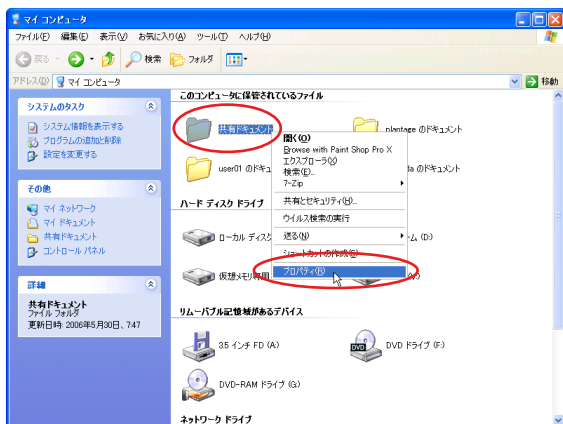 マイ コンピュータ
ファイル(F) 編集(E) 表示(V) お気に入り(A) ツール(T) ヘルプ(H)
戻る 検索 フォルダ
アドレス(D) マイ コンピュータ 移動
システムのタスク
システム情報を表示する
プログラムの追加と削除
設定を変更する
その他
マイ ネットワーク
マイ ドキュメント
共有ドキュメント
コントロール パネル
詳細
共有ドキュメント
ファイル フォルダ
更新日時: 2006年5月30日、747
このコンピュータに保管されているファイル
共有ドキュメント
plantage のドキュメント
user01 のドキュ
のドキュメント
ハード ディスク ドライブ
ローカル ディスク
(D:)
仮想メモリ専用
開く(O)
Browse with Paint Shop Pro X
エクスプローラ(X)
検索(E)...
7-Zip
共有とセキュリティ(H)...
ウイルス検索の実行
送る(N)
ショートカットの作成(S)
プロパティ(R)
リムーバブル記憶域があるデバイス
3.5 インチ FD (A:)
DVD ドライブ (F:)
DVD-RAM ドライブ (G:)
ネットワーク ドライブ